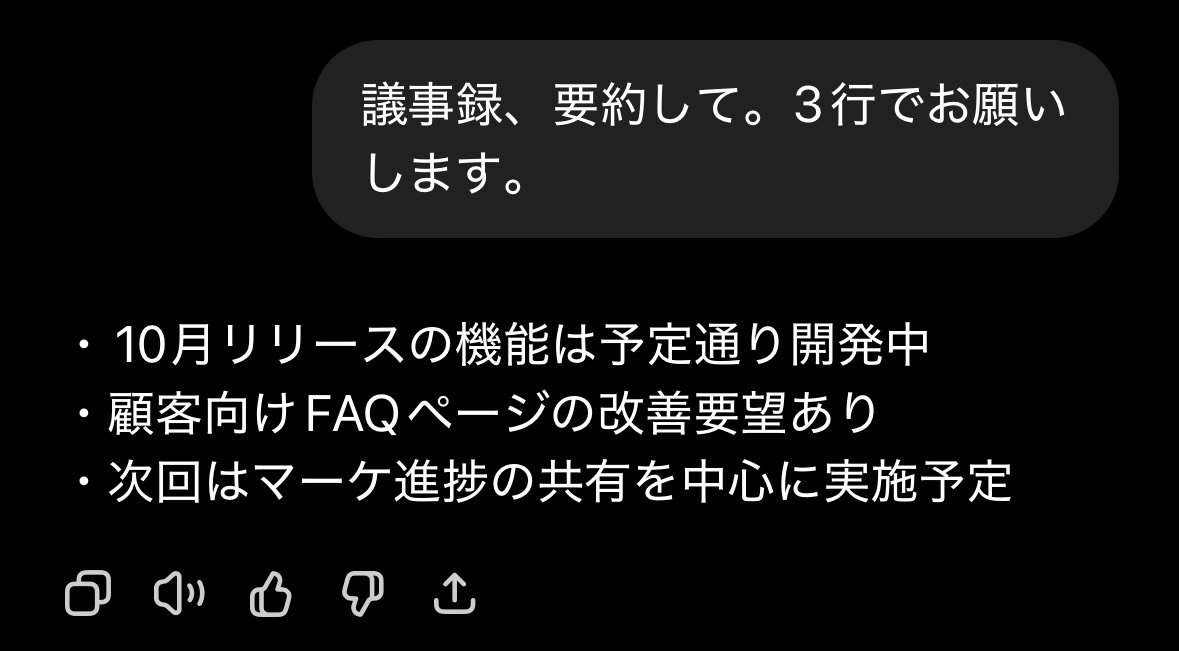 議事録、要約して。3行でお願い
します。
・10月リリースの機能は予定通り開発中
・顧客向けFAQページの改善要望あり
・次回はマーケ進捗の共有を中心に実施予定